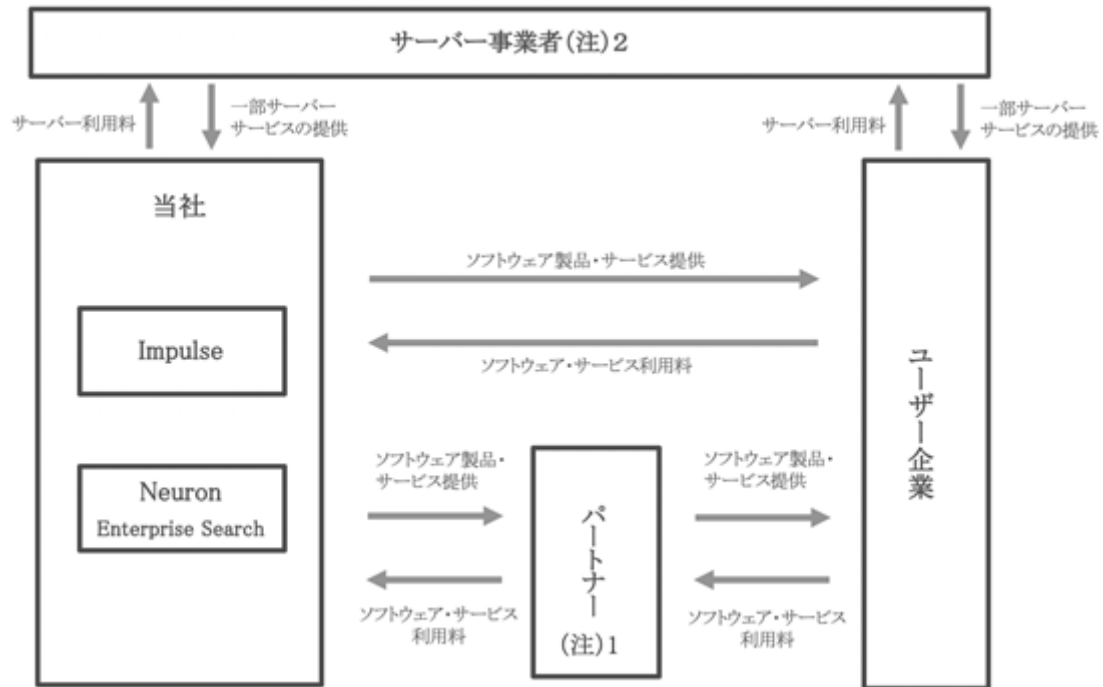 サーバー事業者(注)2
サーバー利用料
一部サーバー
サービスの提供
サーバー利用料
一部サーバー
サービスの提供
当社
ソフトウェア製品・サービス提供
Impulse
ソフトウェア・サービス利用料
ユーザー企業
ソフトウェア製品・
サービス提供
ソフトウェア製品・
サービス提供
Neuron
Enterprise Search
パートナー
(注)1
ソフトウェア・サービス
利用料
ソフトウェア・サービス
利用料